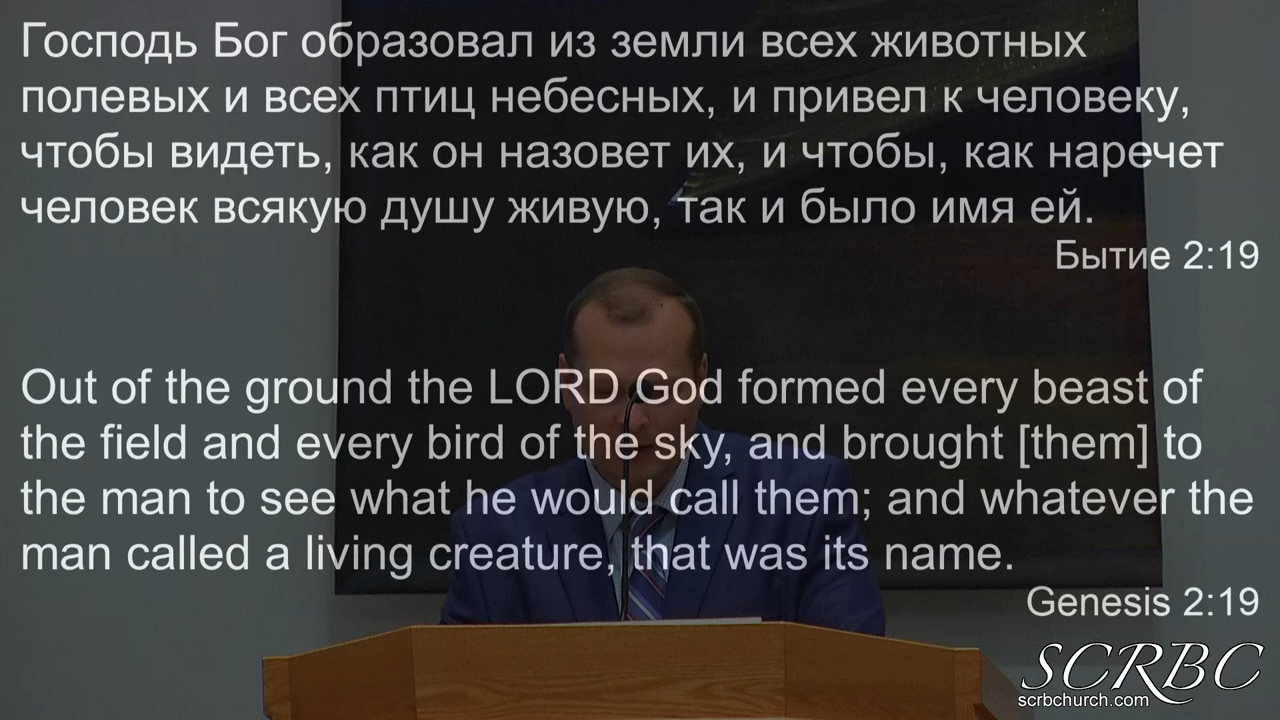 Господь Бог образовал из земли всех животных
полевых и всех птиц небесных, и привел к человеку,
чтобы видеть, как он назовет их, и чтобы, как наречет
человек всякую душу живую, так и было имя ей.
Бытие 2:19
Out of the ground the LORD God formed every beast of
the field and every bird of the sky, and brought [them] to
the man to see what he would call them; and whatever the
man called a living creature, that was its name.
Genesis 2:19
SCRBC
scrbchurch.com